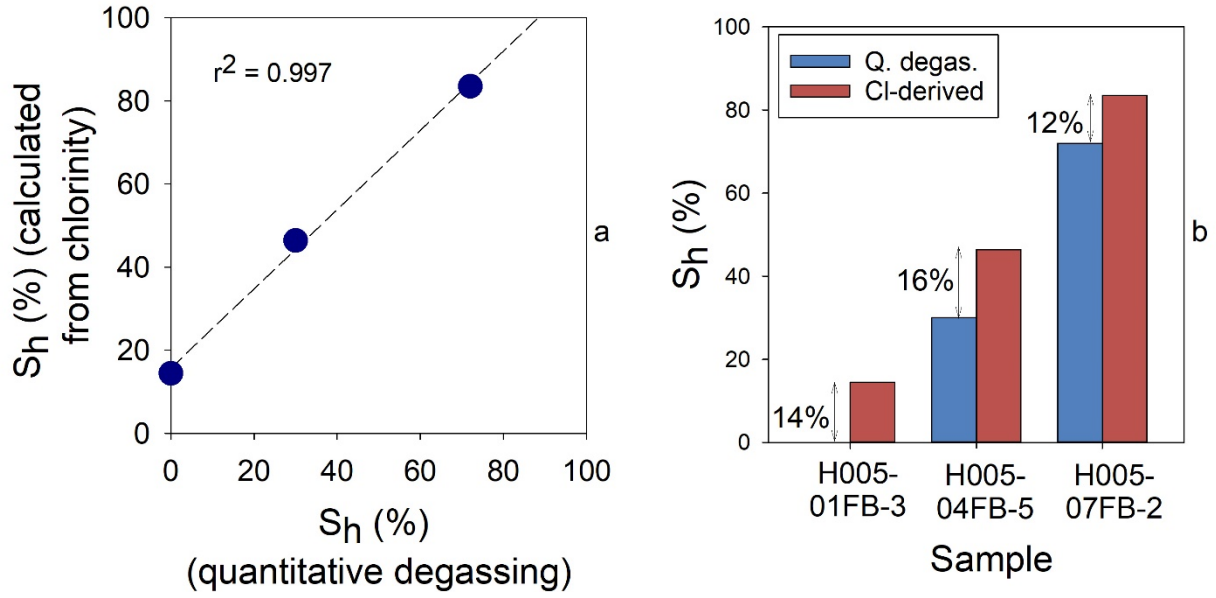 100
80
60
40
20
0
r² = 0.997
Sh (%) (calculated
from chlorinity)
0 20 40 60 80 100
Sh (%)
(quantitative degassing)
a
100
80
60
40
20
0
Sh (%)
Q. degas.
Cl-derived
14%
16%
12%
H005-
01FB-3
H005-
04FB-5
H005-
07FB-2
Sample
b